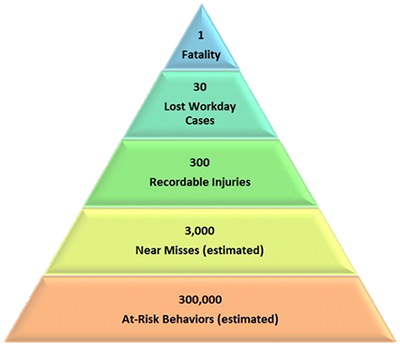 1
Fatality
30
Lost Workday
Cases
300
Recordable Injuries
3,000
Near Misses (estimated)
300,000
At-Risk Behaviors (estimated)